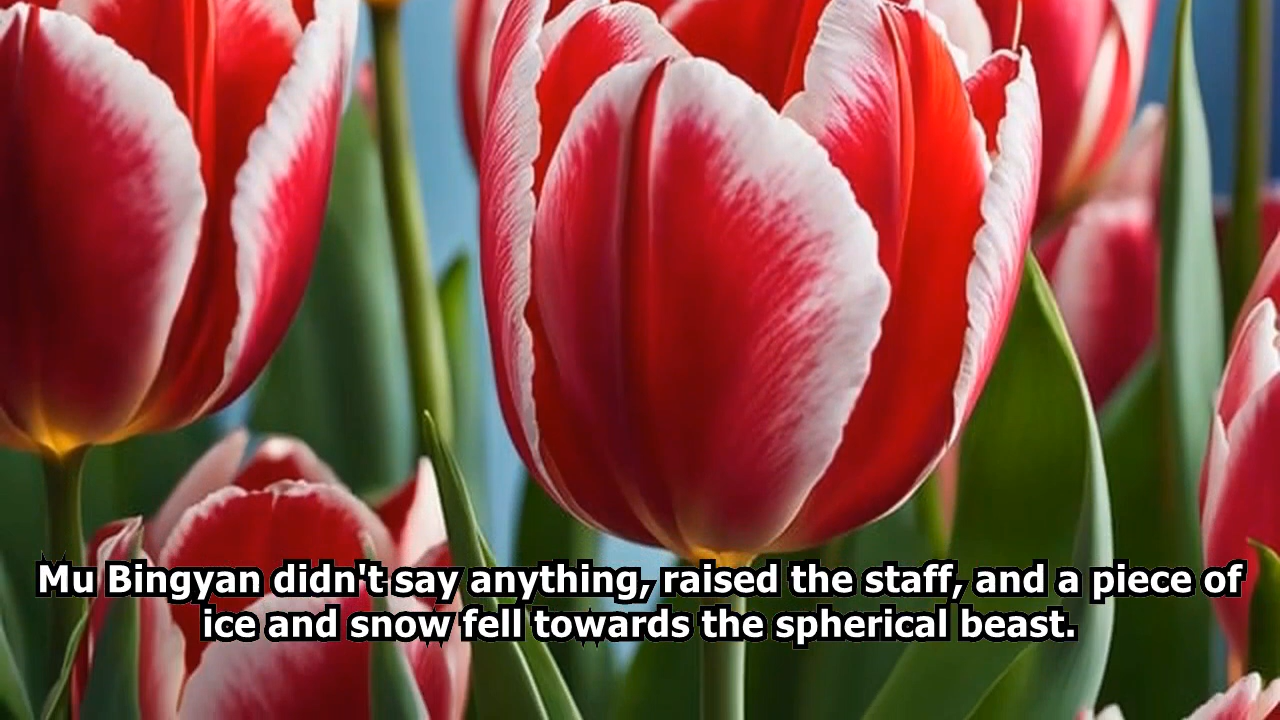 Mu Bingyan didn't say anything, raised the staff, and a piece of
ice and snow fell towards the spherical beast.